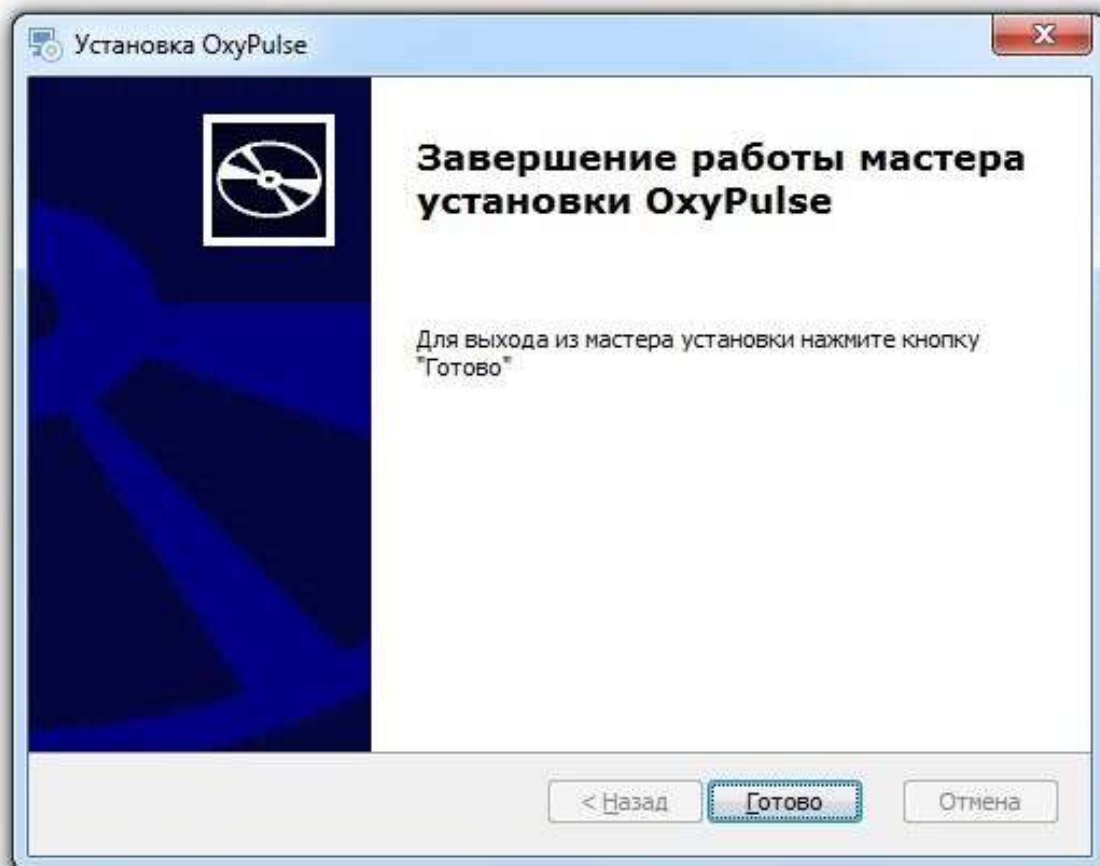 Установка OxyPulse
Завершение работы мастера
установки OxyPulse
Для выхода из мастера установки нажмите кнопку
"Готово"
< Назад
Готово
Отмена